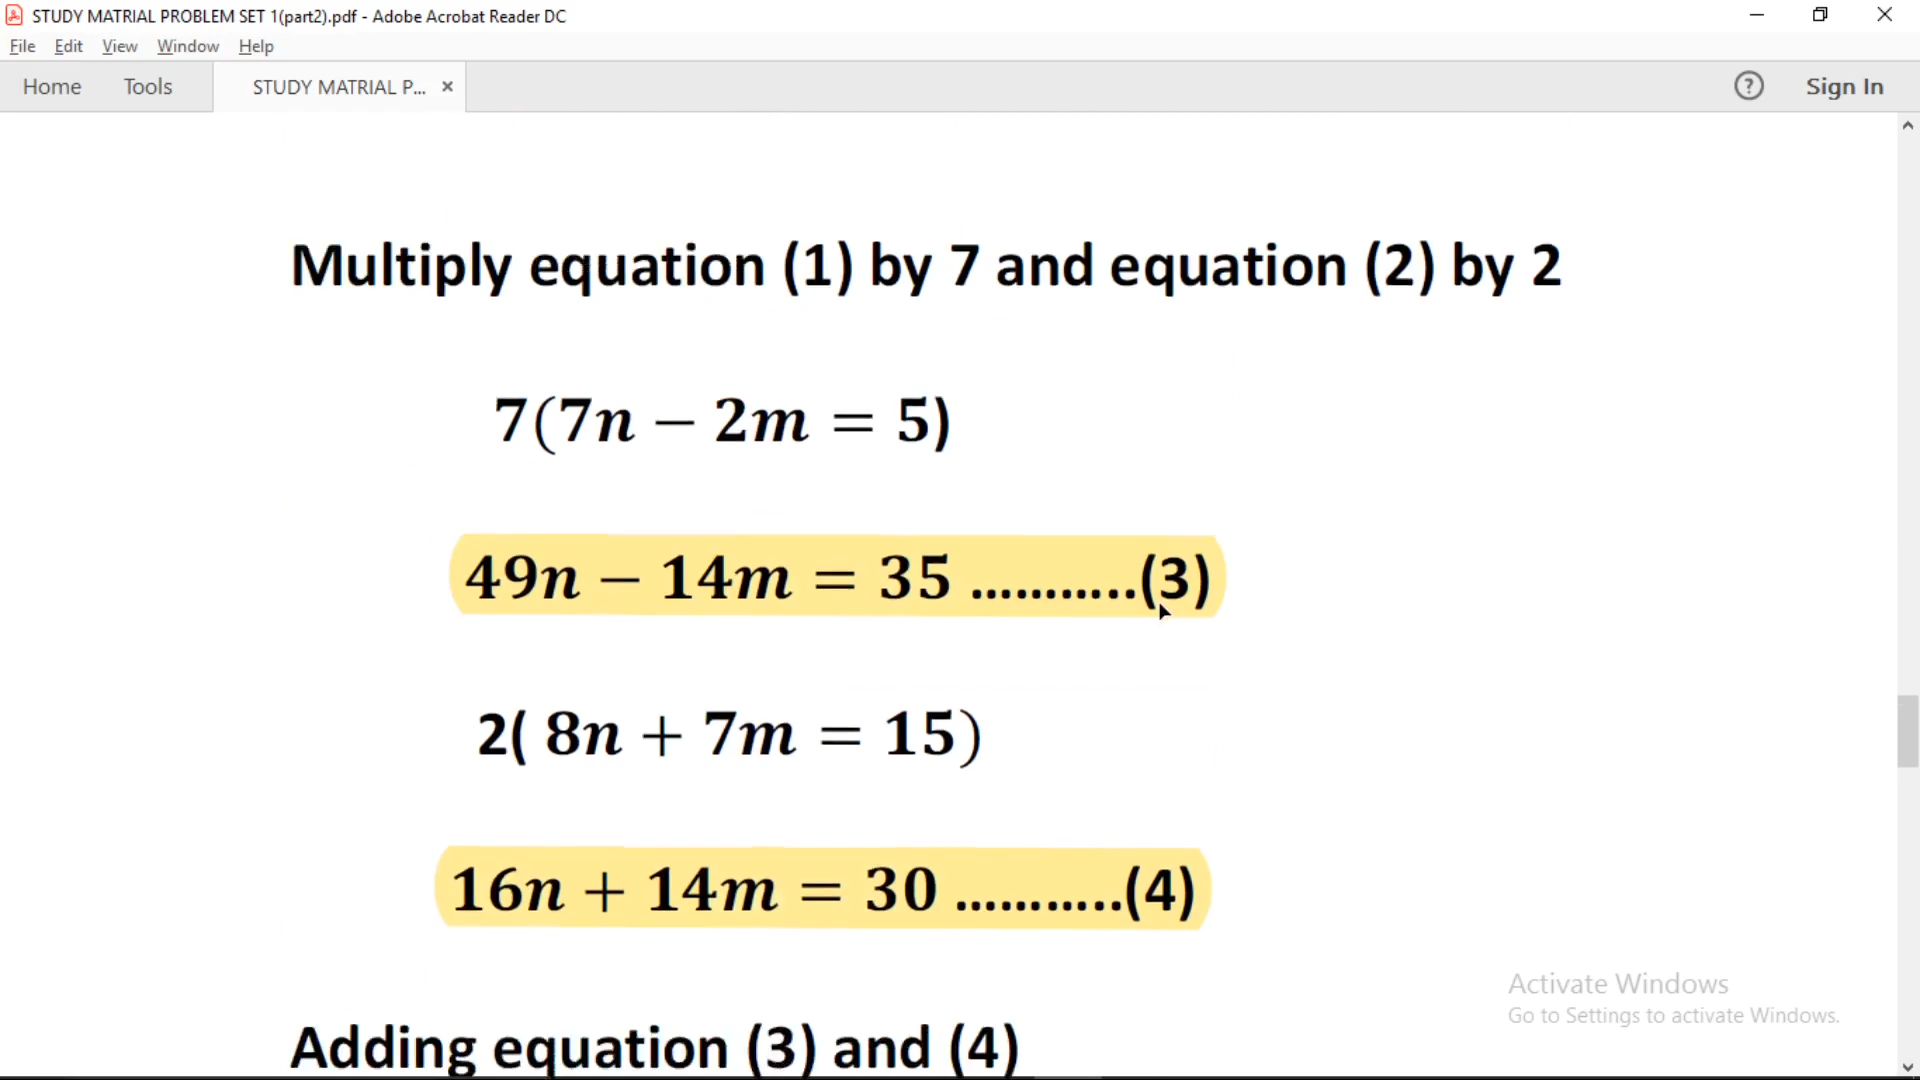 STUDY MATRIAL PROBLEM SET 1(part2).pdf - Adobe Acrobat Reader DC
File Edit View Window Help
Home Tools STUDY MATRIAL P... × ? Sign In
Multiply equation (1) by 7 and equation (2) by 2
7(7n − 2m = 5)
49n − 14m = 35 ………..(3)
2( 8n + 7m = 15)
16n + 14m = 30 ………..(4)
Activate Windows
Go to Settings to activate Windows.
Adding equation (3) and (4)